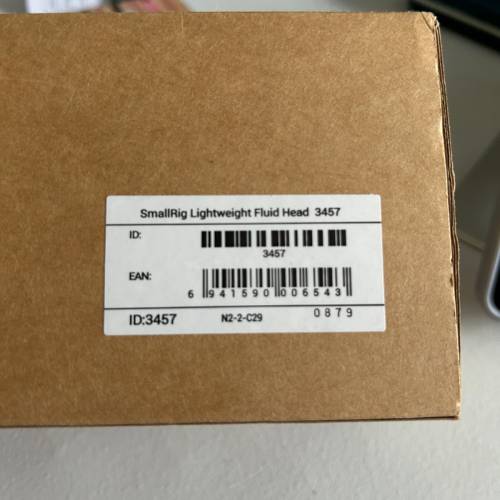 SmallRig Lightweight Fluid Head 3457
ID:
3457
EAN:
6 941590 006543
ID:3457 N2-2-C29 0879